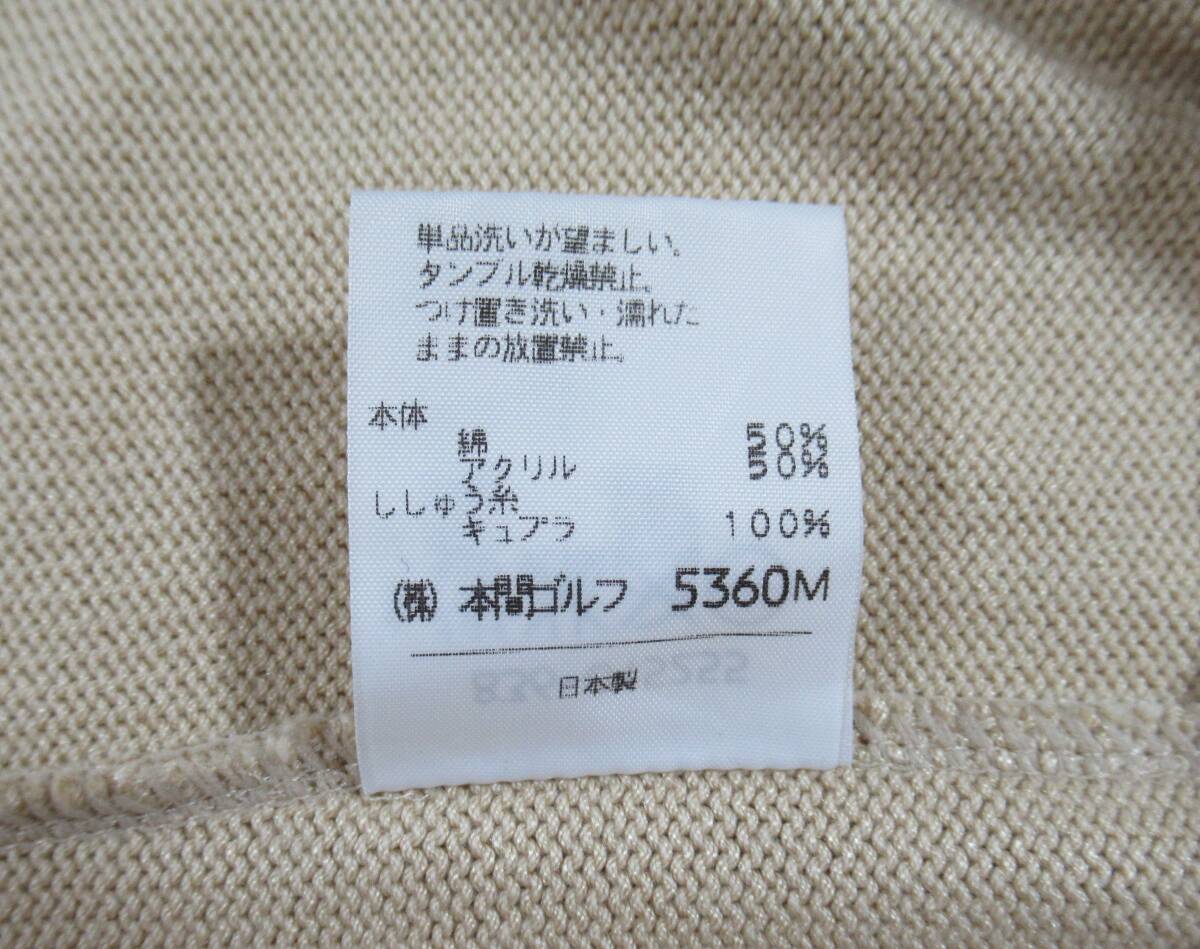 単品洗いが望ましい。
タンブル乾燥禁止。
つけ置き洗い・濡れた
ままの放置禁止。
本体
綿 50%
アクリル 50%
ししゅう糸
キュプラ 100%
(株) 本間ゴルフ 5360M
日本製